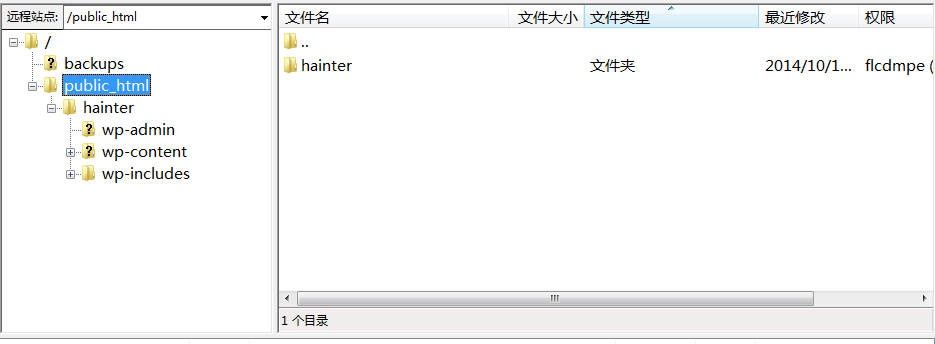 远程站点: /public_html
/
backups
public_html
hainter
wp-admin
wp-content
wp-includes
文件名 文件大小 文件类型 最近修改 权限
..
hainter 文件夹 2014/10/1... flcdmpe (
1 个目录